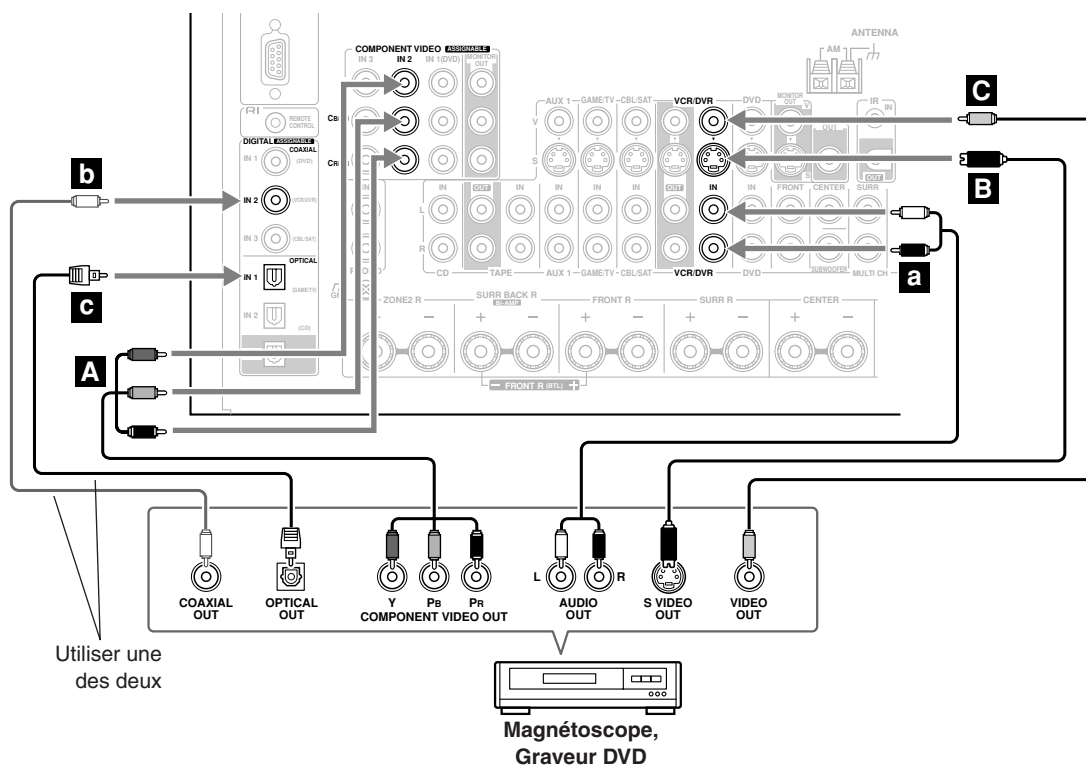 ANTENNA
AM
COMPONENT VIDEO ASSIGNABLE
IN 3 IN 2 IN 1 (DVD) MONITOR OUT
RI REMOTE CONTROL
DIGITAL ASSIGNABLE
COAXIAL
IN 1 (DVD)
IN 2 (VCR/DVR)
IN 3 (CBL/SAT)
OPTICAL
IN 1 (GAME/TV)
IN 2 (CD)
AUX 1 GAME/TV CBL/SAT VCR/DVR DVD MONITOR OUT
V V
S S
OUT
IR
IN
OUT
C
B
b
c
A
a
IN OUT IN IN IN IN OUT IN IN FRONT CENTER SURR
L
R
CD TAPE AUX 1 GAME/TV CBL/SAT VCR/DVR DVD SUBWOOFER MULTI CH
ZONE2 R SURR BACK R FRONT R SURR R CENTER
BI-AMP
− + − + − + − + −
− FRONT R (BTL) +
L R
COAXIAL OUT
OPTICAL OUT
Y PB PR
COMPONENT VIDEO OUT
AUDIO OUT
S VIDEO OUT
VIDEO OUT
Utiliser une
des deux
Magnétoscope,
Graveur DVD